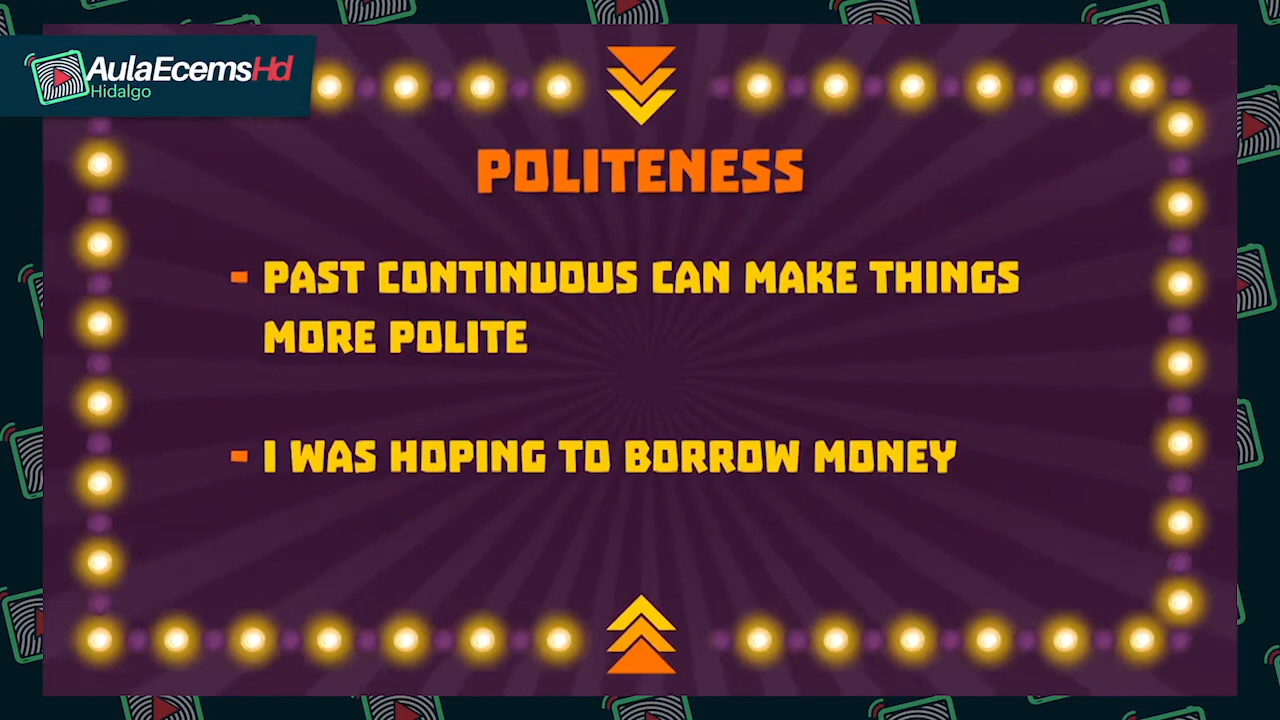 AulaEcemsHd
Hidalgo
POLITENESS
- PAST CONTINUOUS CAN MAKE THINGS
MORE POLITE
- I WAS HOPING TO BORROW MONEY